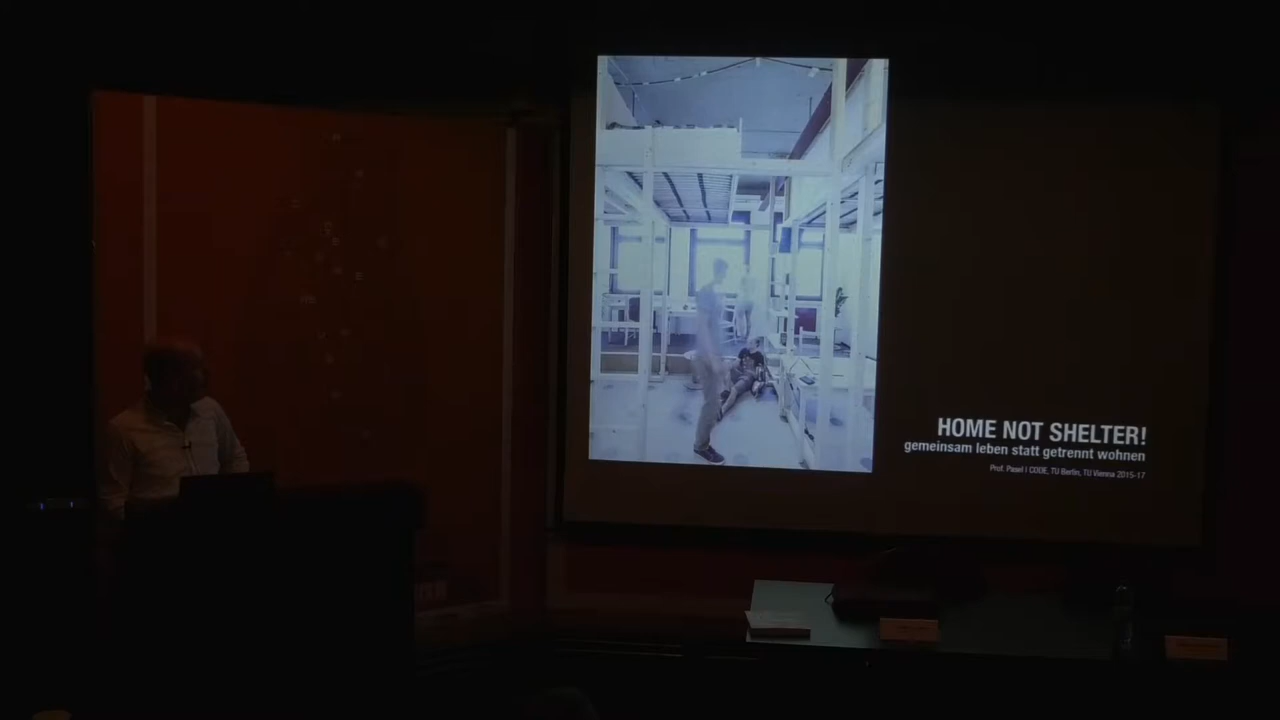 HOME NOT SHELTER!
gemeinsam leben statt getrennt wohnen
Prof. Pasel / CODE, TU Berlin, TU Vienna 2015-17